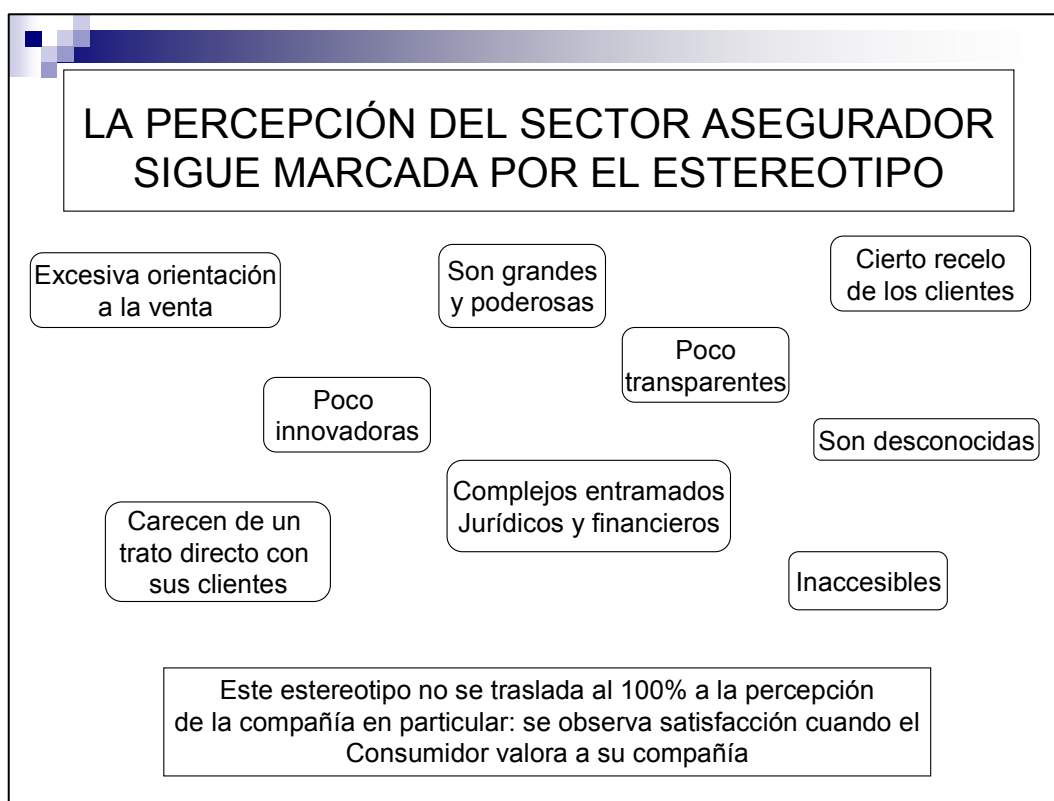 LA PERCEPCIÓN DEL SECTOR ASEGURADOR
SIGUE MARCADA POR EL ESTEREOTIPO
Excesiva orientación
a la venta
Son grandes
y poderosas
Cierto recelo
de los clientes
Poco
transparentes
Poco
innovadoras
Son desconocidas
Complejos entramados
Jurídicos y financieros
Carecen de un
trato directo con
sus clientes
Inaccesibles
Este estereotipo no se traslada al 100% a la percepción
de la compañía en particular: se observa satisfacción cuando el
Consumidor valora a su compañía